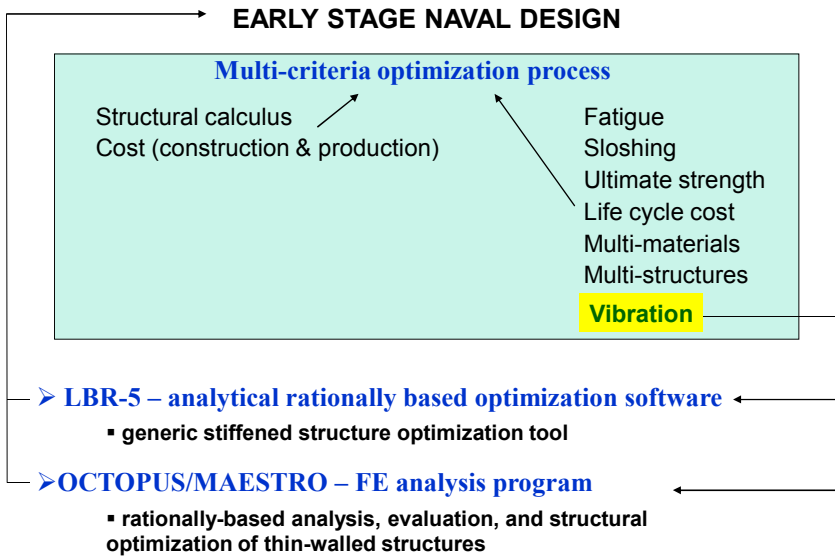 EARLY STAGE NAVAL DESIGN
Multi-criteria optimization process
Structural calculus
Cost (construction & production)
Fatigue
Sloshing
Ultimate strength
Life cycle cost
Multi-materials
Multi-structures
Vibration
➢ LBR-5 – analytical rationally based optimization software
▪ generic stiffened structure optimization tool
➢OCTOPUS/MAESTRO – FE analysis program
▪ rationally-based analysis, evaluation, and structural
optimization of thin-walled structures